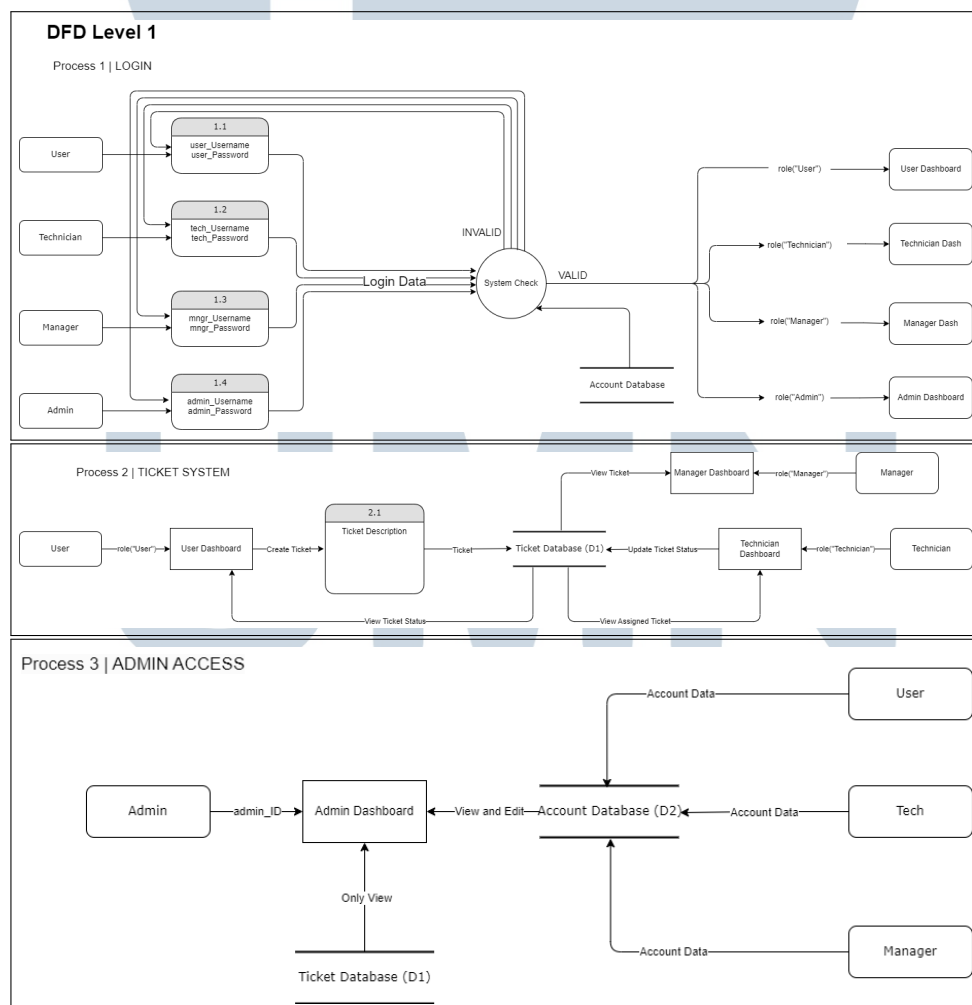 DFD Level 1
Process 1 | LOGIN
1.1
user_Username
user_Password
User
role("User")
User Dashboard
1.2
tech_Username
tech_Password
Technician
INVALID
role("Technician")
Technician Dash
Login Data
System Check
VALID
1.3
mngr_Username
mngr_Password
Manager
role("Manager")
Manager Dash
Account Database
1.4
admin_Username
admin_Password
Admin
role("Admin")
Admin Dashboard
Process 2 | TICKET SYSTEM
View Ticket
Manager Dashboard
role("Manager")
Manager
2.1
Ticket Description
User
role("User")
User Dashboard
Create Ticket
Ticket
Ticket Database (D1)
Update Ticket Status
Technician
Dashboard
role("Technician")
Technician
View Ticket Status
View Assigned Ticket
Process 3 | ADMIN ACCESS
Account Data
User
Admin
admin_ID
Admin Dashboard
View and Edit
Account Database (D2)
Account Data
Tech
Only View
Account Data
Manager
Ticket Database (D1)